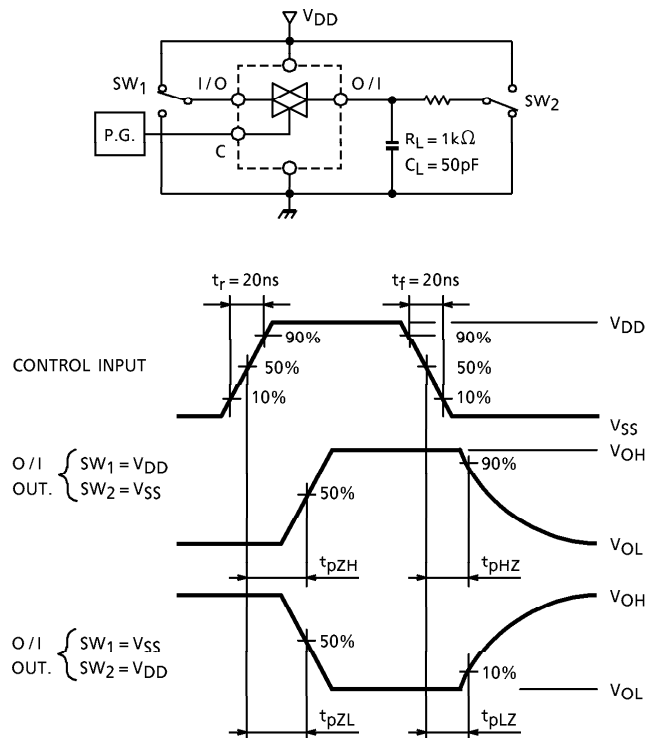 VDD
SW1
I/O
O/I
SW2
P.G.
C
RL = 1kΩ
CL = 50pF
tr = 20ns
tf = 20ns
VDD
90%
90%
CONTROL INPUT
50%
50%
10%
10%
VSS
VOH
O/I
OUT.
SW1 = VDD
SW2 = VSS
90%
50%
VOL
tpZH
tpHZ
VOH
O/I
OUT.
SW1 = VSS
SW2 = VDD
50%
10%
VOL
tpZL
tpLZ